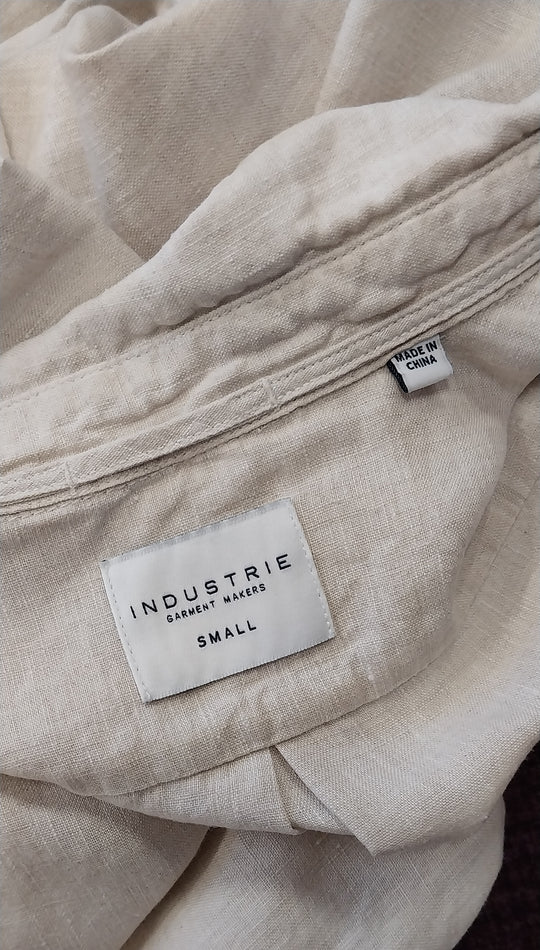 MADE IN
CHINA
INDUSTRIE
GARMENT MAKERS
SMALL